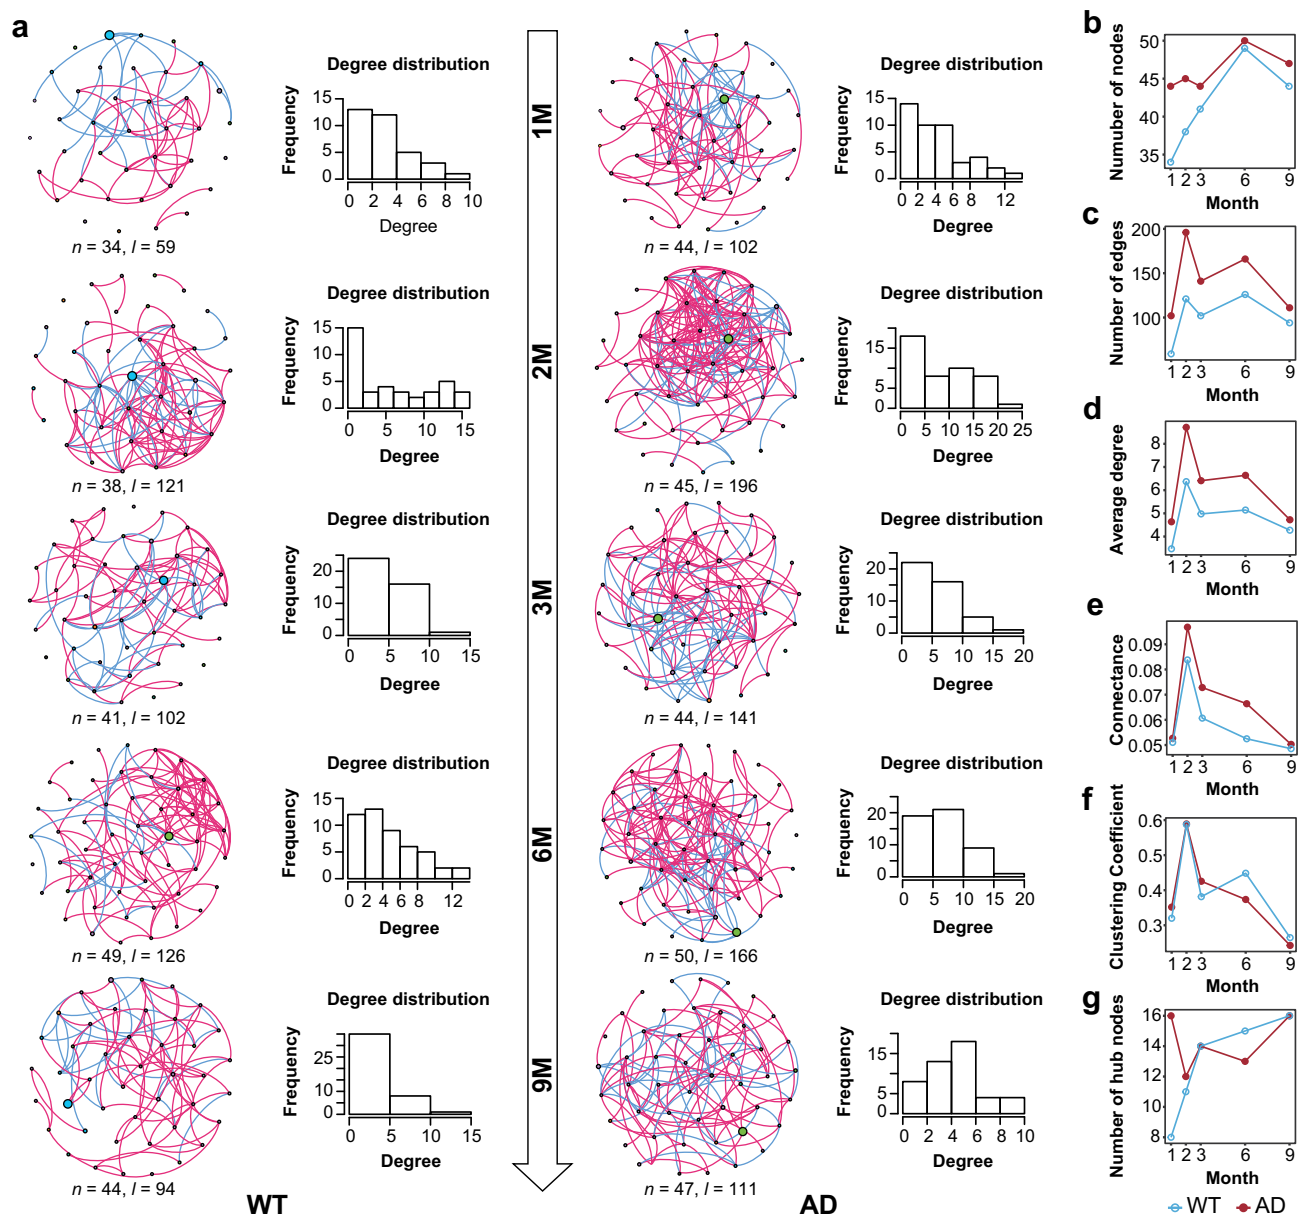 a
Degree distribution
Frequency
15
10
5
0
0 2 4 6 8 10
Degree
n = 34, l = 59
1M
Degree distribution
Frequency
15
10
5
0
0 2 4 6 8 12
Degree
n = 44, l = 102
Degree distribution
Frequency
15
10
5
0
0 5 10 15
Degree
n = 38, l = 121
2M
Degree distribution
Frequency
15
10
5
0
0 5 10 15 20 25
Degree
n = 45, l = 196
Degree distribution
Frequency
20
10
5
0
0 5 10 15
Degree
n = 41, l = 102
3M
Degree distribution
Frequency
20
15
10
5
0
0 5 10 15 20
Degree
n = 44, l = 141
Degree distribution
Frequency
15
10
5
0
0 2 4 6 8 12
Degree
n = 49, l = 126
6M
Degree distribution
Frequency
20
10
5
0
0 5 10 15 20
Degree
n = 50, l = 166
Degree distribution
Frequency
25
15
10
0
0 5 10 15
Degree
n = 44, l = 94
9M
Degree distribution
Frequency
15
10
5
0
0 2 4 6 8 10
Degree
n = 47, l = 111
WT
AD
b
Numumber of nodes
50
45
40
35
1 2 3 6 9
Month
c
Number of edges
200
150
100
1 2 3 6 9
Month
d
Average degree
8
7
6
5
4
1 2 3 6 9
Month
e
Connectance
0.09
0.08
0.07
0.06
0.05
1 2 3 6 9
Month
f
Clustering Coefficient
0.6
0.5
0.4
0.3
1 2 3 6 9
Month
g
Number of hub nodes
16
14
12
10
8
1 2 3 6 9
Month
WT AD